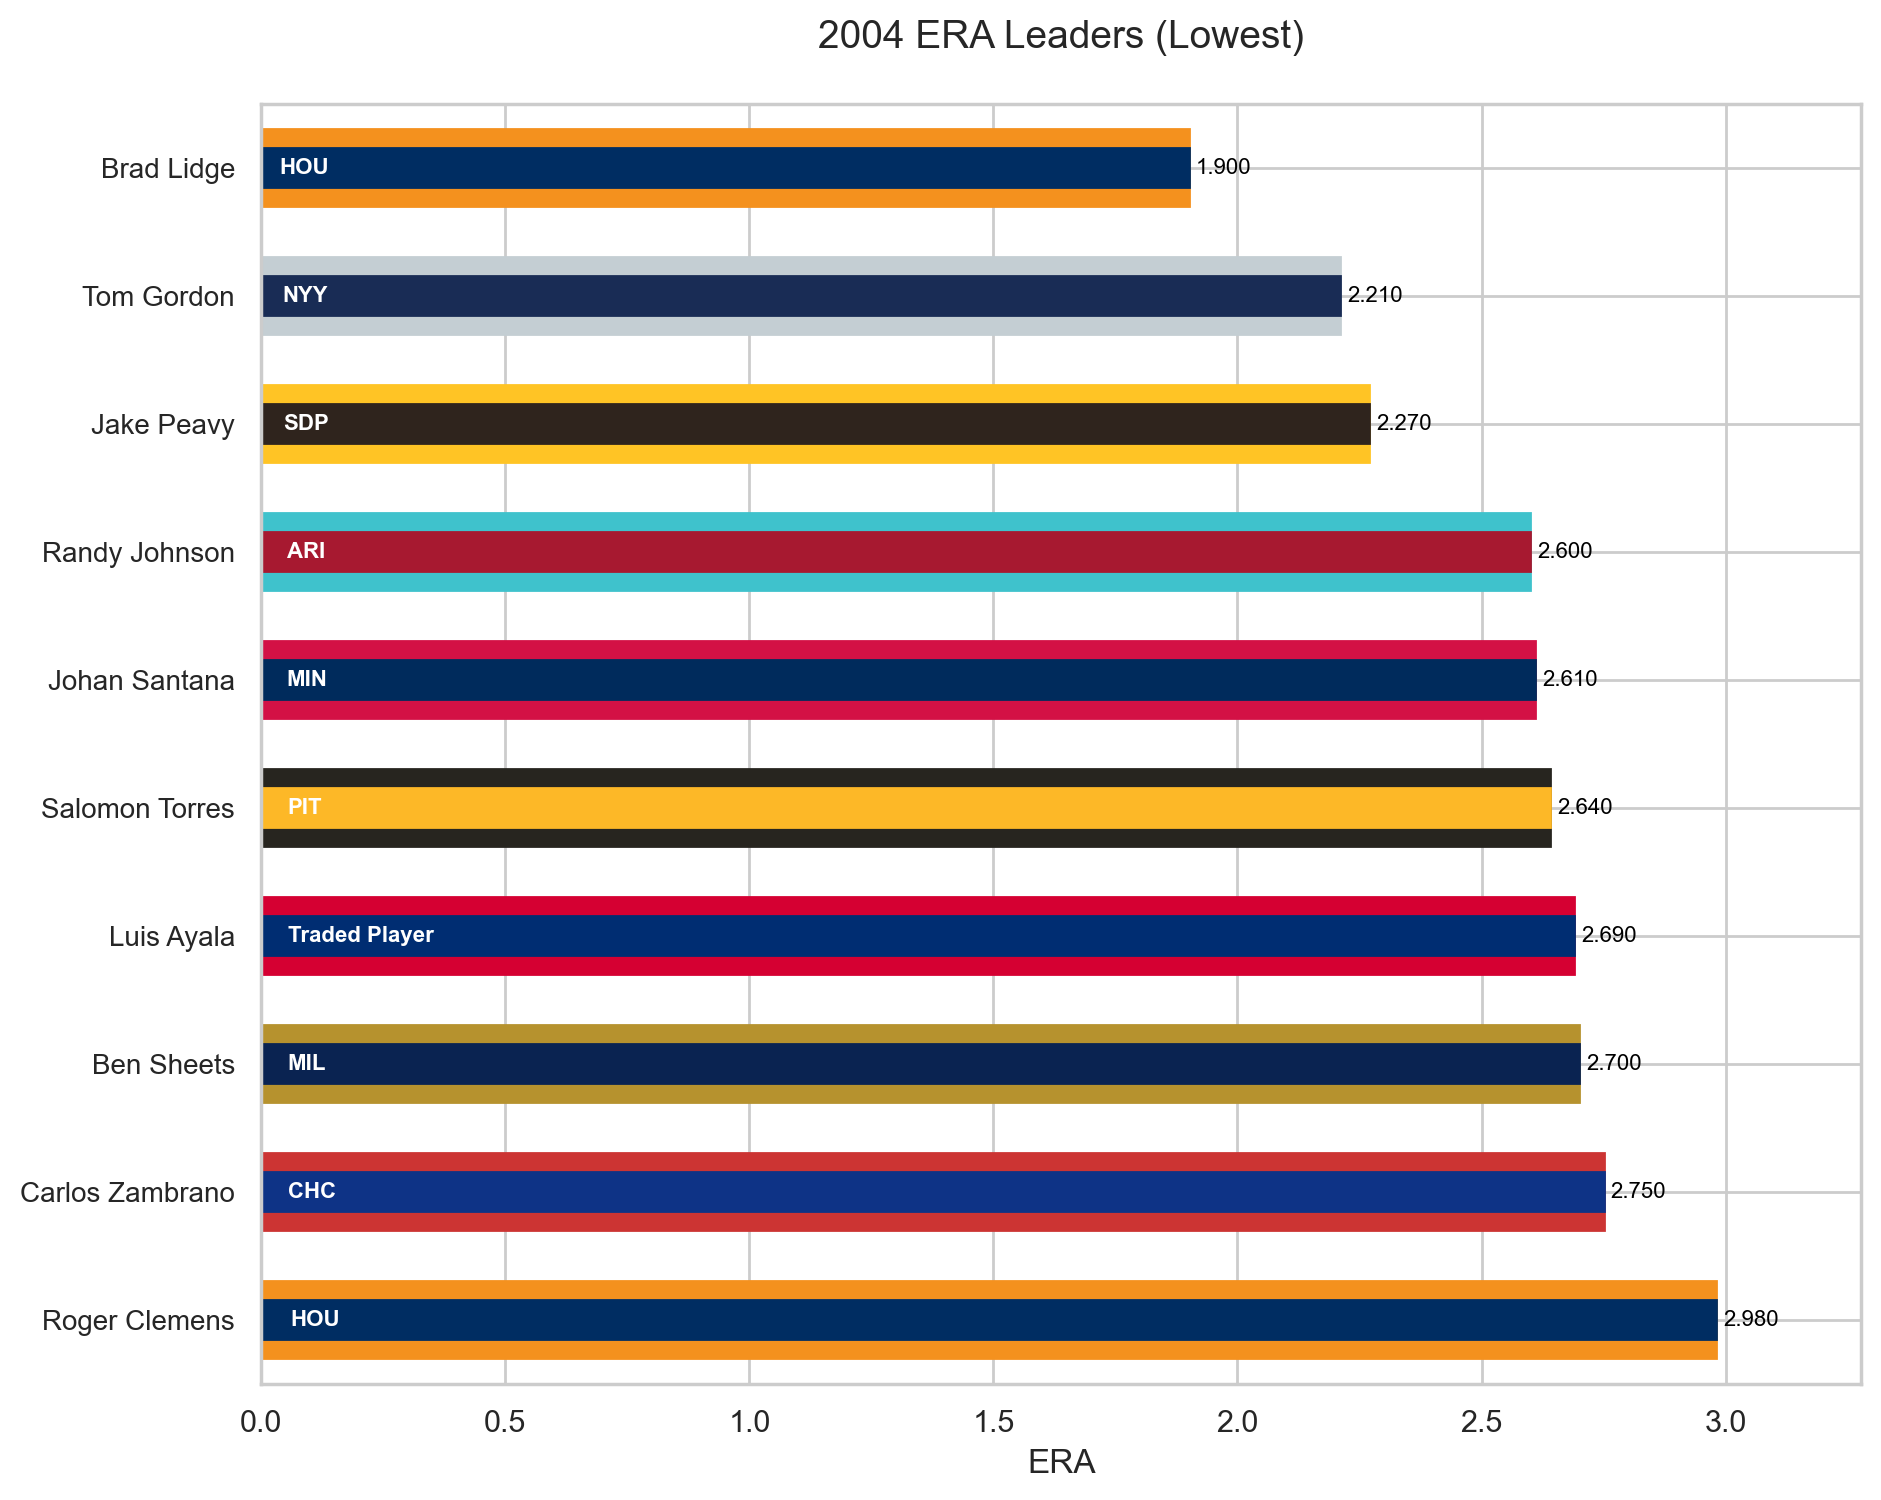 2004 ERA Leaders (Lowest)
Brad Lidge HOU 1.900
Tom Gordon NYY 2.210
Jake Peavy SDP 2.270
Randy Johnson ARI 2.600
Johan Santana MIN 2.610
Salomon Torres PIT 2.640
Luis Ayala Traded Player 2.690
Ben Sheets MIL 2.700
Carlos Zambrano CHC 2.750
Roger Clemens HOU 2.980
0.0 0.5 1.0 1.5 2.0 2.5 3.0
ERA